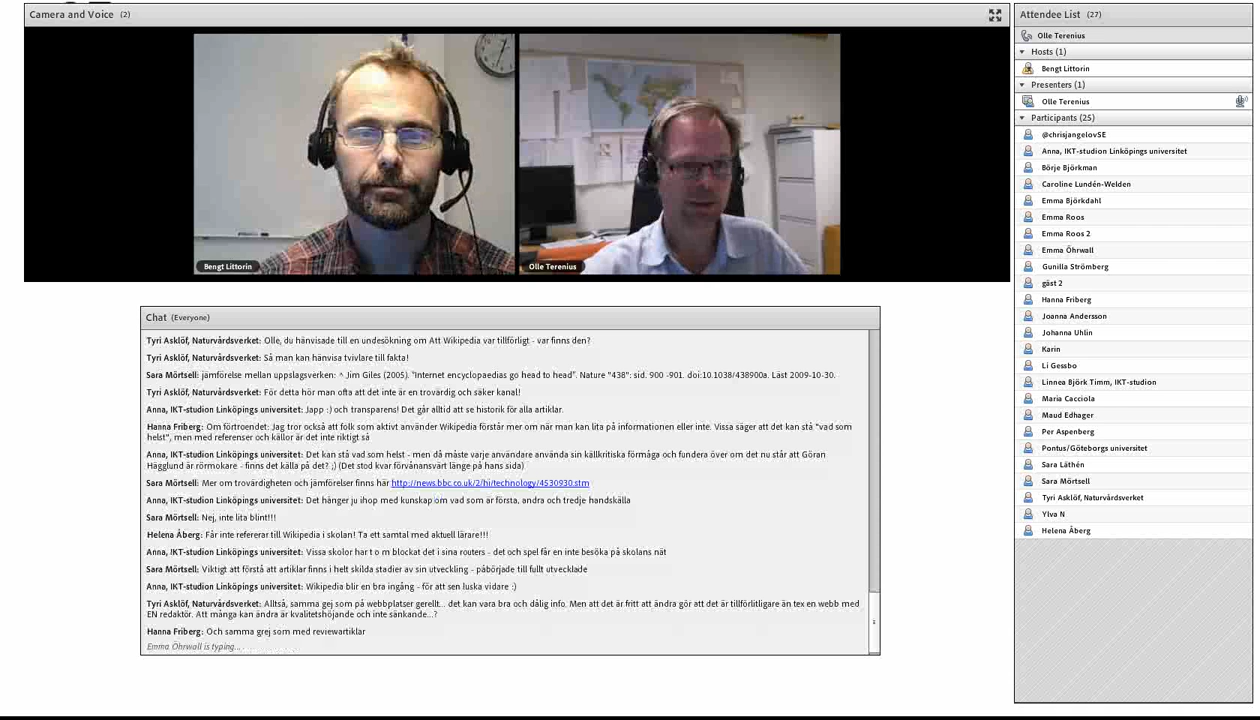 Camera and Voice (2)
Bengt Littorin
Olle Terenius
Chat (Everyone)
Tyri Asklöf, Naturvårdsverket: Olle, du hänvisade till en undesökning om Att Wikipedia var tillförligt - var finns den?
Tyri Asklöf, Naturvårdsverket: Så man kan hänvisa tvivlare till fakta!
Sara Mörtsell: jämförelse mellan uppslagsverken: ^ Jim Giles (2005). "Internet encyclopaedias go head to head". Nature "438": sid. 900 -901. doi:10.1038/438900a. Läst 2009-10-30.
Tyri Asklöf, Naturvårdsverket: För detta hör man ofta att det inte är en trovärdig och säker kanal!
Anna, IKT-studion Linköpings universitet: Japp :) och transparens! Det går alltid att se historik för alla artiklar.
Hanna Friberg: Om förtroendet: Jag tror också att folk som aktivt använder Wikipedia förstår mer om när man kan lita på informationen eller inte. Vissa säger att det kan stå "vad som
helst", men med referenser och källor är det inte riktigt så
Anna, IKT-studion Linköpings universitet: Det kan stå vad som helst - men då måste varje användare använda sin källkritiska förmåga och fundera över om det nu står att Göran
Hägglund är rörmokare - finns det källa på det? ;) (Det stod kvar förvånansvärt länge på hans sida)
Sara Mörtsell: Mer om trovärdigheten och jämförelser finns här http://news.bbc.co.uk/2/hi/technology/4530930.stm
Anna, IKT-studion Linköpings universitet: Det hänger ju ihop med kunskap om vad som är första, andra och tredje handskälla
Sara Mörtsell: Nej, inte lita blint!!!
Helena Åberg: Får inte refererar till Wikipedia i skolan! Ta ett samtal med aktuell lärare!!!
Anna, IKT-studion Linköpings universitet: Vissa skolor har t o m blockat det i sina routers - det och spel får en inte besöka på skolans nät
Sara Mörtsell: Viktigt att förstå att artiklar finns i helt skilda stadier av sin utveckling - påbörjade till fullt utvecklade
Anna, IKT-studion Linköpings universitet: Wikipedia blir en bra ingång - för att sen luska vidare :)
Tyri Asklöf, Naturvårdsverket: Alltså, samma gej som på webbplatser gerellt... det kan vara bra och dålig info. Men att det är fritt att ändra gör att det är tillförlitligare än tex en webb med
EN redaktör. Att många kan ändra är kvalitetshöjande och inte sänkande...?
Hanna Friberg: Och samma grej som med reviewartiklar
Emma Öhrwall is typing...
Attendee List (27)
Olle Terenius
Hosts (1)
Bengt Littorin
Presenters (1)
Olle Terenius
Participants (25)
@chrisjangelovSE
Anna, IKT-studion Linköpings universitet
Börje Björkman
Caroline Lundén-Welden
Emma Björkdahl
Emma Roos
Emma Roos 2
Emma Öhrwall
Gunilla Strömberg
gäst 2
Hanna Friberg
Joanna Andersson
Johanna Uhlin
Karin
Li Gessbo
Linnea Björk Timm, IKT-studion
Maria Cacciola
Maud Edhager
Per Aspenberg
Pontus/Göteborgs universitet
Sara Låthén
Sara Mörtsell
Tyri Asklöf, Naturvårdsverket
Ylva N
Helena Åberg